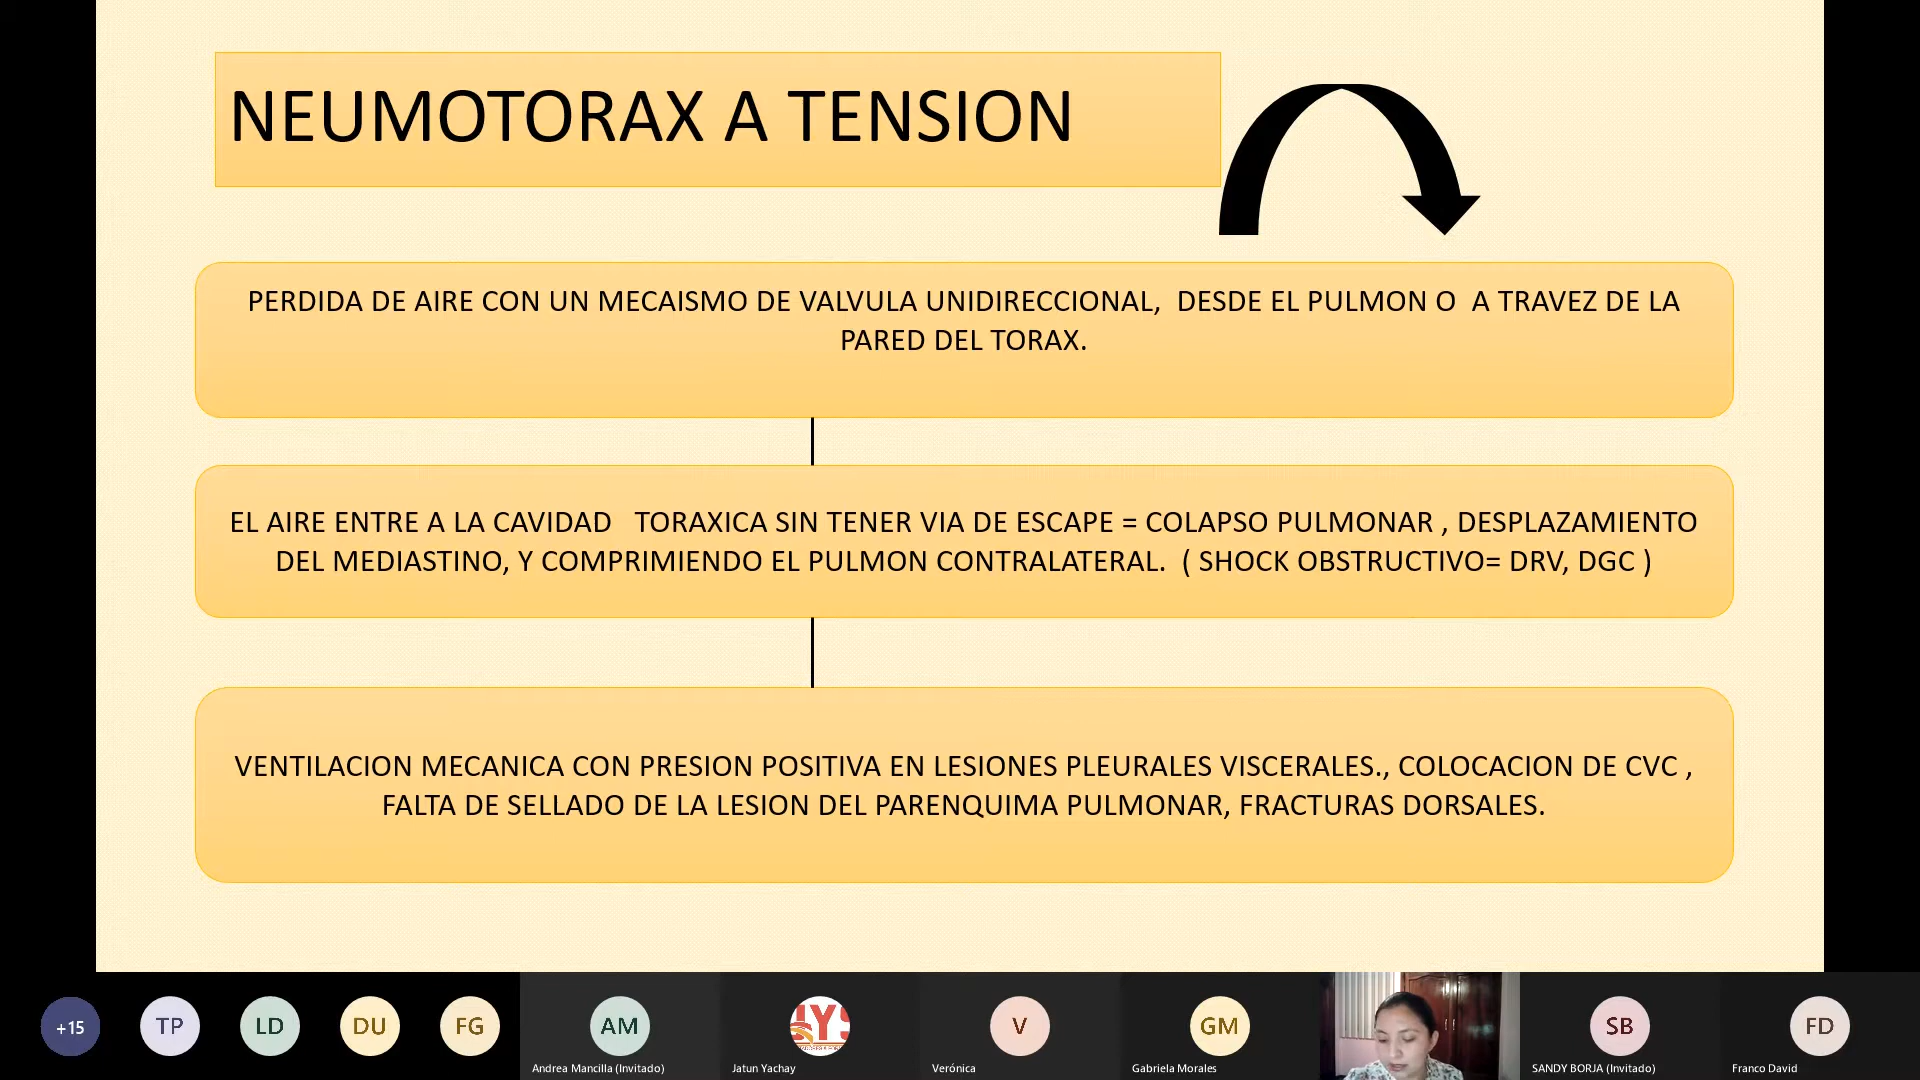 NEUMOTORAX A TENSION
PERDIDA DE AIRE CON UN MECAISMO DE VALVULA UNIDIRECCIONAL, DESDE EL PULMON O A TRAVEZ DE LA
PARED DEL TORAX.
EL AIRE ENTRE A LA CAVIDAD TORAXICA SIN TENER VIA DE ESCAPE = COLAPSO PULMONAR , DESPLAZAMIENTO
DEL MEDIASTINO, Y COMPRIMIENDO EL PULMON CONTRALATERAL. ( SHOCK OBSTRUCTIVO= DRV, DGC )
VENTILACION MECANICA CON PRESION POSITIVA EN LESIONES PLEURALES VISCERALES., COLOCACION DE CVC ,
FALTA DE SELLADO DE LA LESION DEL PARENQUIMA PULMONAR, FRACTURAS DORSALES.
+15 TP LD DU FG AM V GM SB FD
Andrea Mancilla (Invitado) Jatun Yachay Verónica Gabriela Morales SANDY BORJA (Invitado) Franco David